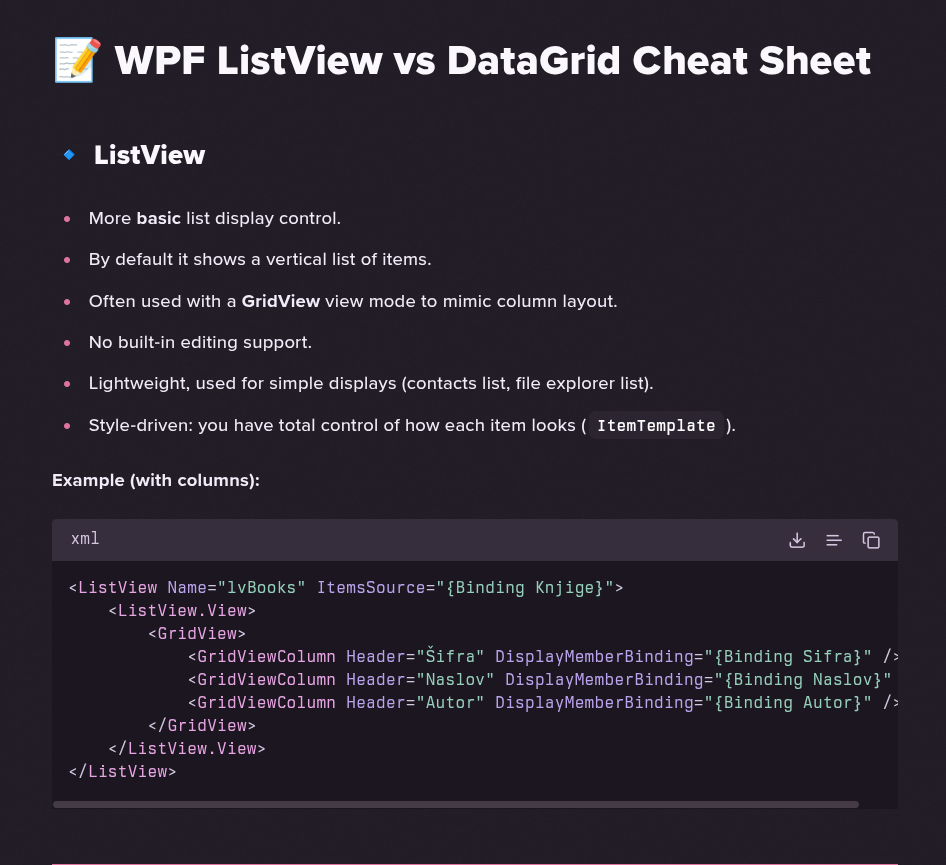 📝 WPF ListView vs DataGrid Cheat Sheet
🔹 ListView
• More basic list display control.
• By default it shows a vertical list of items.
• Often used with a GridView view mode to mimic column layout.
• No built-in editing support.
• Lightweight, used for simple displays (contacts list, file explorer list).
• Style-driven: you have total control of how each item looks ( ItemTemplate ).
Example (with columns):
xml
<ListView Name="lvBooks" ItemsSource="{Binding Knjige}">
    <ListView.View>
        <GridView>
            <GridViewColumn Header="Šifra" DisplayMemberBinding="{Binding Sifra}" />
            <GridViewColumn Header="Naslov" DisplayMemberBinding="{Binding Naslov}"
            <GridViewColumn Header="Autor" DisplayMemberBinding="{Binding Autor}" />
        </GridView>
    </ListView.View>
</ListView>